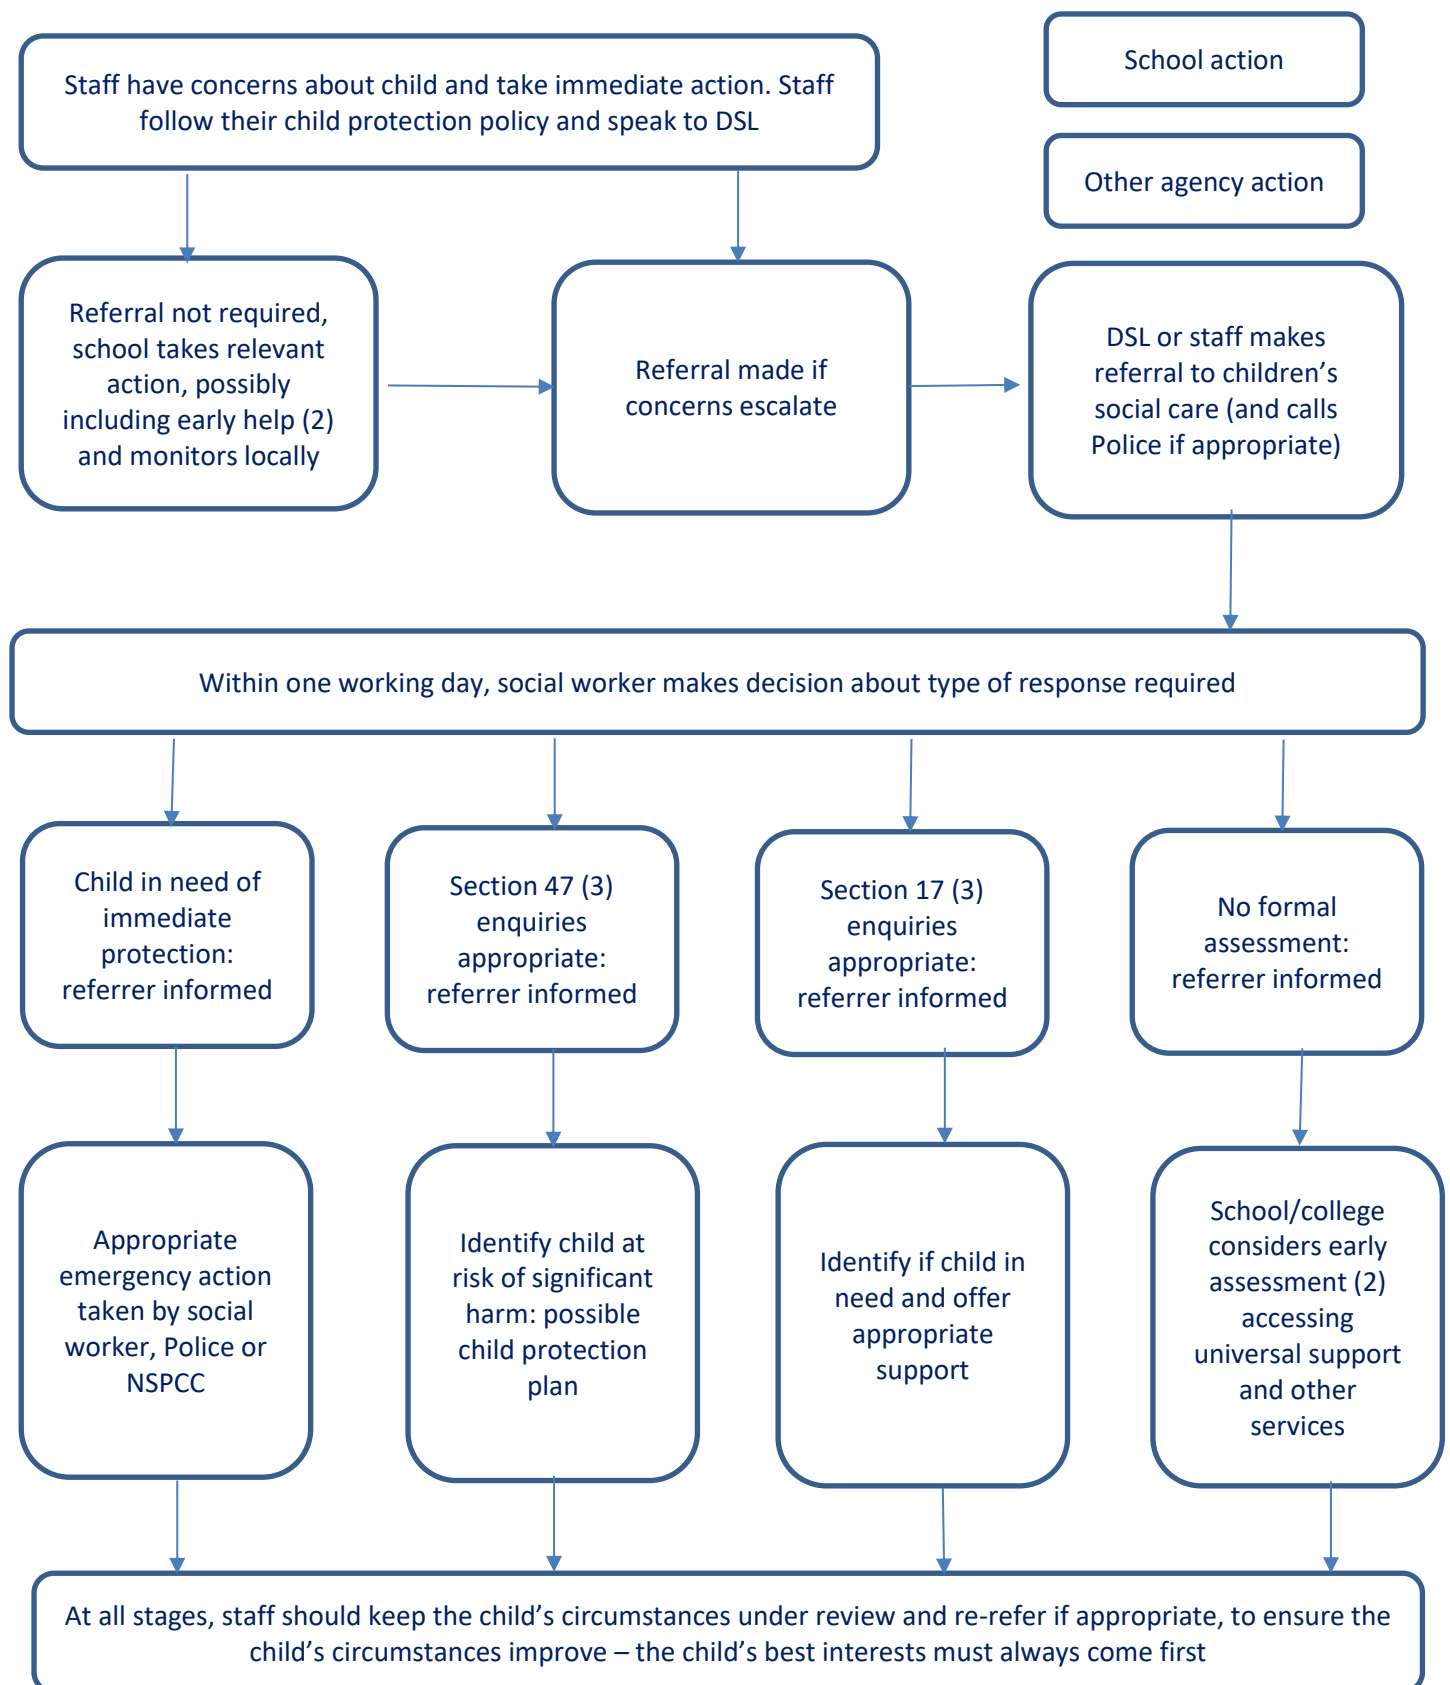 Staff have concerns about child and take immediate action. Staff
follow their child protection policy and speak to DSL
School action
Other agency action
Referral not required,
school takes relevant
action, possibly
including early help (2)
and monitors locally
Referral made if
concerns escalate
DSL or staff makes
referral to children’s
social care (and calls
Police if appropriate)
Within one working day, social worker makes decision about type of response required
Child in need of
immediate
protection:
referrer informed
Section 47 (3)
enquiries
appropriate:
referrer informed
Section 17 (3)
enquiries
appropriate:
referrer informed
No formal
assessment:
referrer informed
Appropriate
emergency action
taken by social
worker, Police or
NSPCC
Identify child at
risk of significant
harm: possible
child protection
plan
Identify if child in
need and offer
appropriate
support
School/college
considers early
assessment (2)
accessing
universal support
and other
services
At all stages, staff should keep the child’s circumstances under review and re-refer if appropriate, to ensure the
child’s circumstances improve – the child’s best interests must always come first